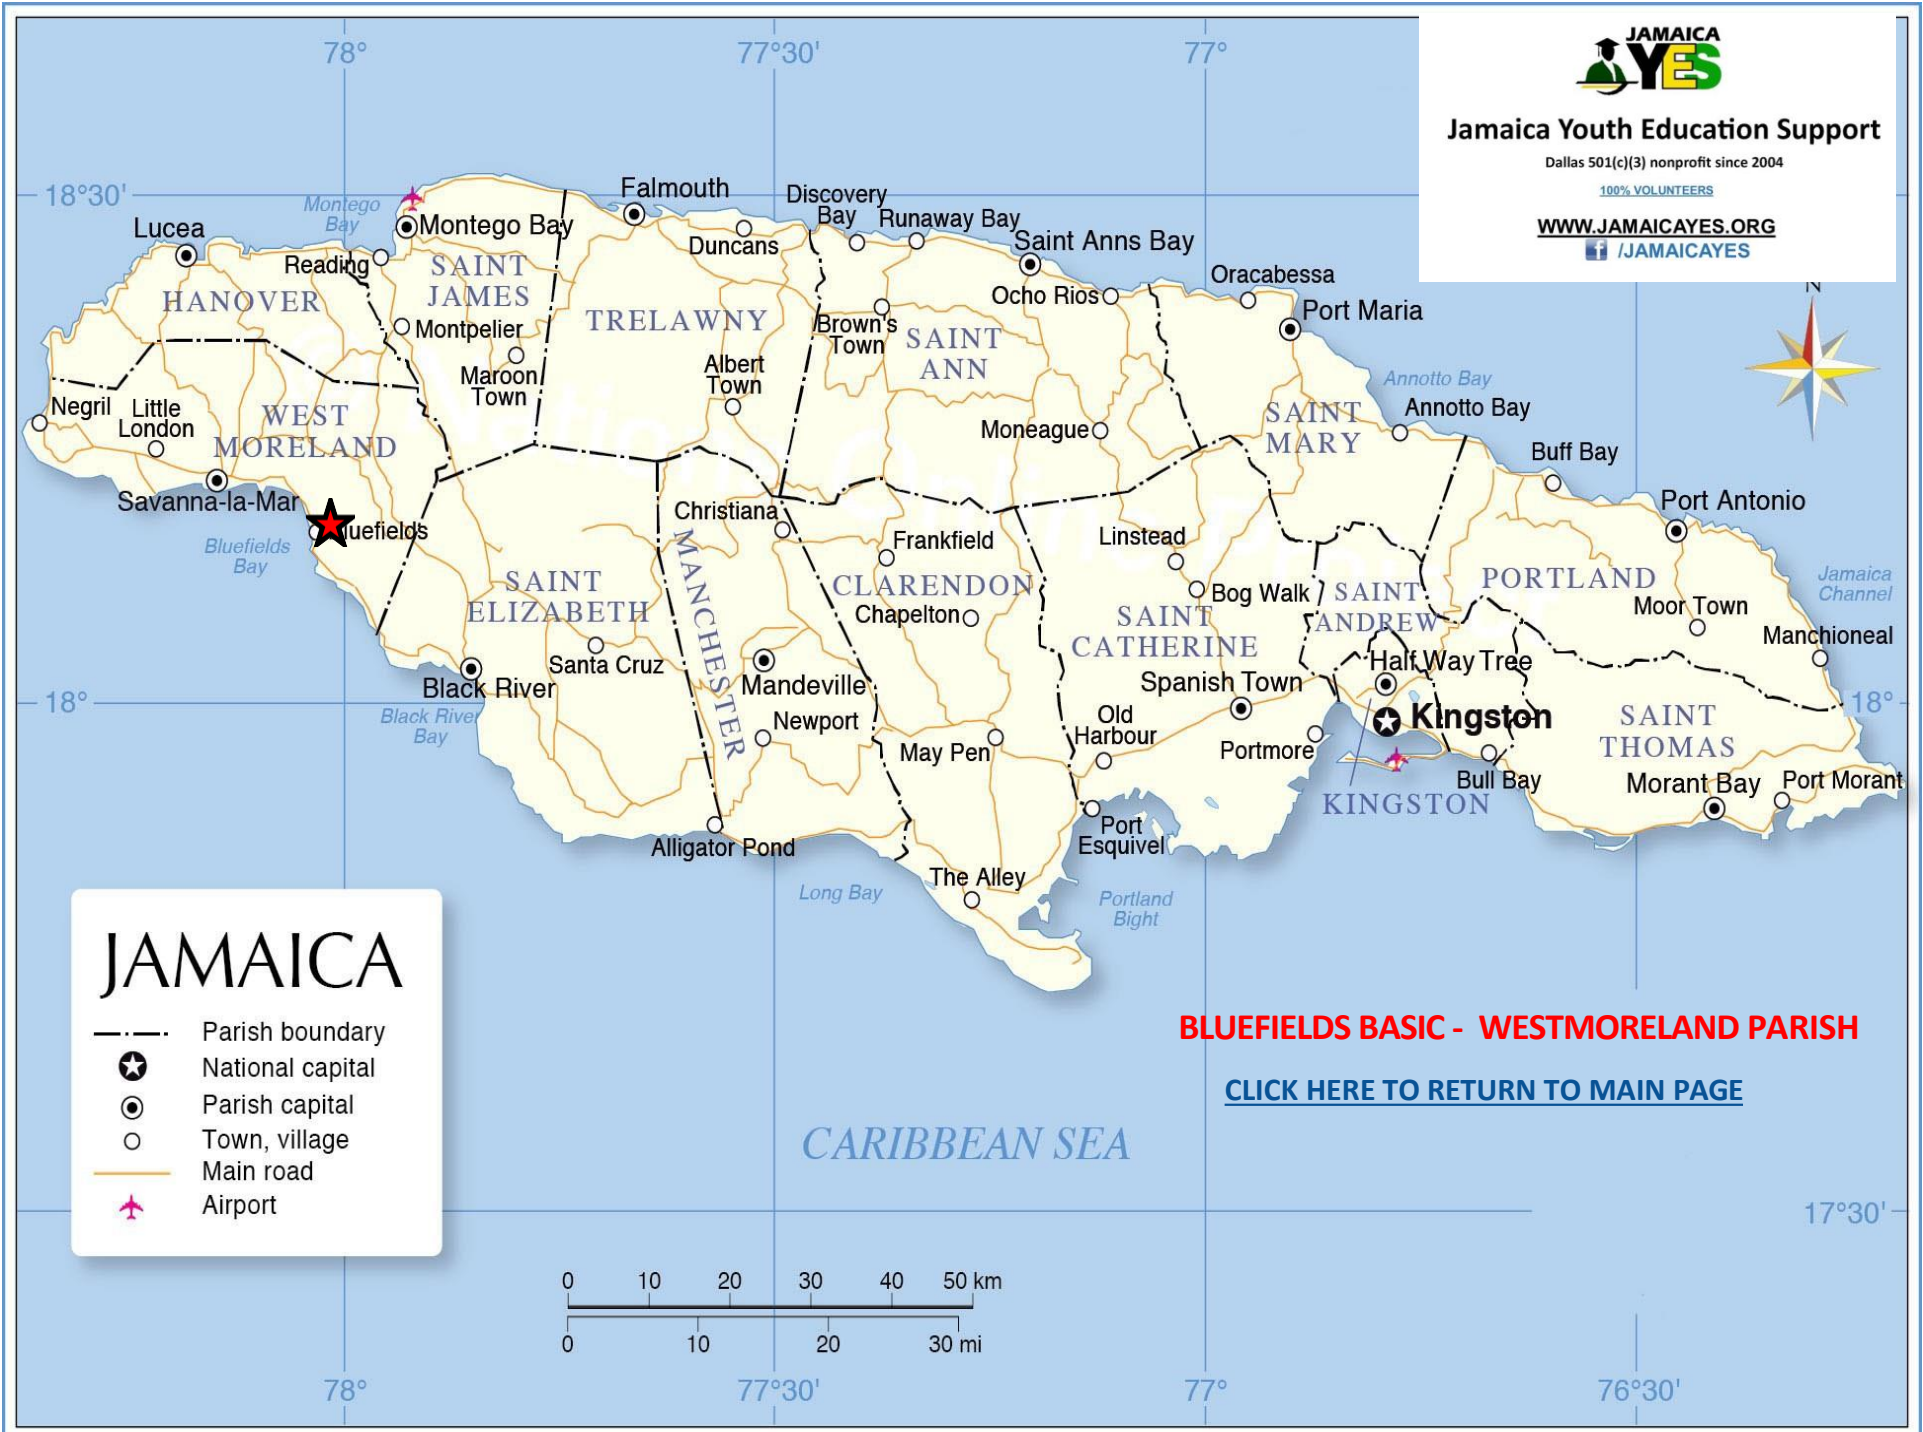 78°
77°30'
77°
JAMAICA
YES
Jamaica Youth Education Support
Dallas 501(c)(3) nonprofit since 2004
100% VOLUNTEERS
WWW.JAMAICAYES.ORG
/JAMAICAYES
N
18°30'
Montego
Bay
Lucea
Montego Bay
Falmouth
Discovery
Bay
Runaway Bay
Saint Anns Bay
Duncans
Reading
SAINT
JAMES
HANOVER
Montpelier
TRELAWNY
Brown's
Town
SAINT
ANN
Ocho Rios
Oracabessa
Port Maria
Maroon
Town
Albert
Town
Negril
Little
London
WEST
MORELAND
Moneague
SAINT
MARY
Annotto Bay
Annotto Bay
Buff Bay
Savanna-la-Mar
luefields
Bluefields
Bay
Christiana
Frankfield
Linstead
Port Antonio
SAINT
ELIZABETH
MANCHESTER
CLARENDON
Chapelton
Bog Walk
SAINT
CATHERINE
SAINT
ANDREW
PORTLAND
Moor Town
Jamaica
Channel
Manchioneal
Santa Cruz
Black River
Mandeville
Spanish Town
Half Way Tree
18°
Black River
Bay
Newport
May Pen
Old
Harbour
Portmore
Kingston
SAINT
THOMAS
18°
KINGSTON
Bull Bay
Morant Bay
Port Morant
Alligator Pond
Port
Esquivel
The Alley
Long Bay
Portland
Bight
JAMAICA
Parish boundary
National capital
Parish capital
Town, village
Main road
Airport
BLUEFIELDS BASIC - WESTMORELAND PARISH
CLICK HERE TO RETURN TO MAIN PAGE
CARIBBEAN SEA
17°30'
0 10 20 30 40 50 km
0 10 20 30 mi
78°
77°30'
77°
76°30'